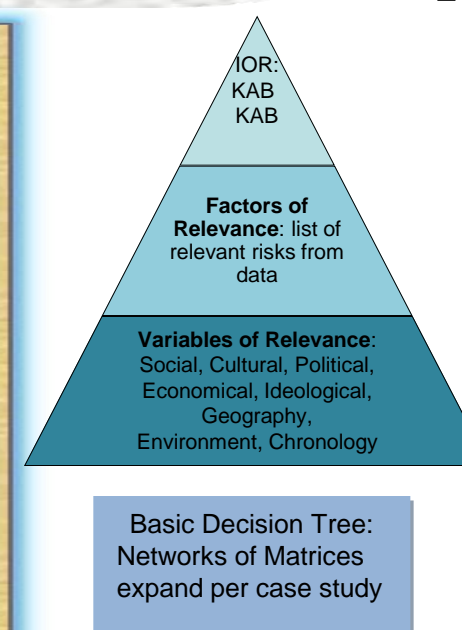 IOR:
KAB
KAB
Factors of
Relevance: list of
relevant risks from
data
Variables of Relevance:
Social, Cultural, Political,
Economical, Ideological,
Geography,
Environment, Chronology
Basic Decision Tree:
Networks of Matrices
expand per case study